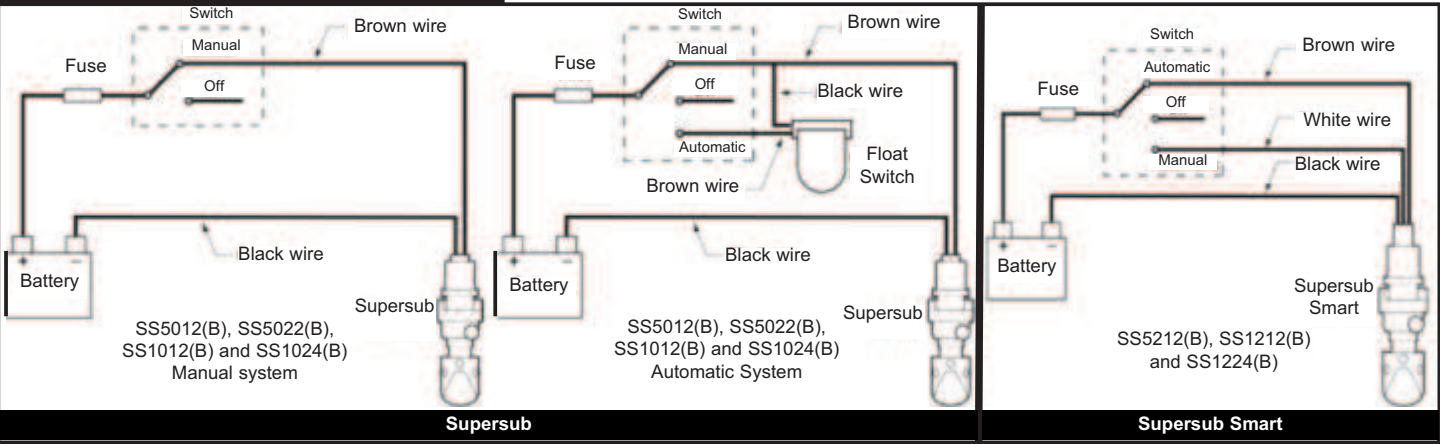 Switch
Manual
Brown wire
Fuse
Off
Black wire
+
-
Battery
Supersub
SS5012(B), SS5022(B),
SS1012(B) and SS1024(B)
Manual system
Switch
Manual
Brown wire
Fuse
Off
Black wire
Automatic
Float
Switch
Brown wire
Black wire
+
-
Battery
Supersub
SS5012(B), SS5022(B),
SS1012(B) and SS1024(B)
Automatic System
Supersub
Switch
Automatic
Brown wire
Fuse
Off
White wire
Manual
Black wire
+
-
Battery
Supersub
Smart
SS5212(B), SS1212(B)
and SS1224(B)
Supersub Smart